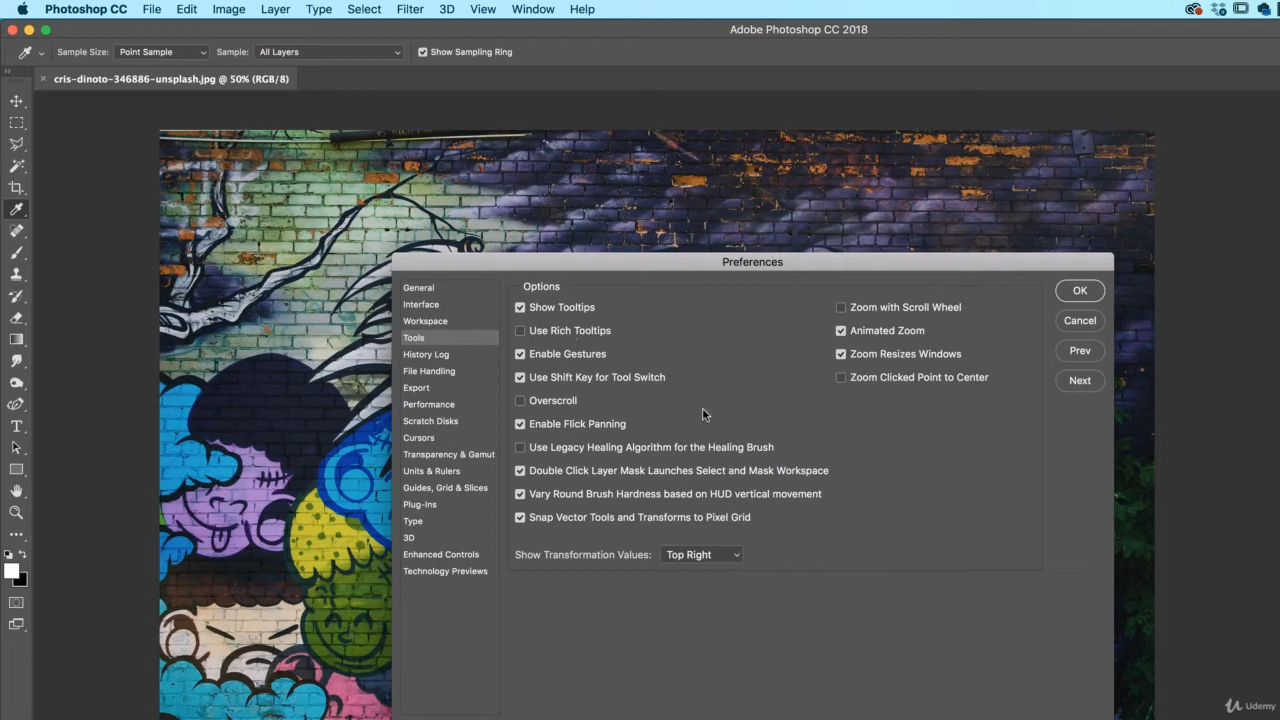 Photoshop CC File Edit Image Layer Type Select Filter 3D View Window Help
Adobe Photoshop CC 2018
Sample Size: Point Sample Sample: All Layers Show Sampling Ring
cris-dinoto-346886-unsplash.jpg @ 50% (RGB/8)
Preferences
General
Interface
Workspace
Tools
History Log
File Handling
Export
Performance
Scratch Disks
Cursors
Transparency & Gamut
Units & Rulers
Guides, Grid & Slices
Plug-Ins
Type
3D
Enhanced Controls
Technology Previews
Options
Show Tooltips
Use Rich Tooltips
Enable Gestures
Use Shift Key for Tool Switch
Overscroll
Enable Flick Panning
Use Legacy Healing Algorithm for the Healing Brush
Double Click Layer Mask Launches Select and Mask Workspace
Vary Round Brush Hardness based on HUD vertical movement
Snap Vector Tools and Transforms to Pixel Grid
Show Transformation Values: Top Right
Zoom with Scroll Wheel
Animated Zoom
Zoom Resizes Windows
Zoom Clicked Point to Center
OK
Cancel
Prev
Next
Udemy